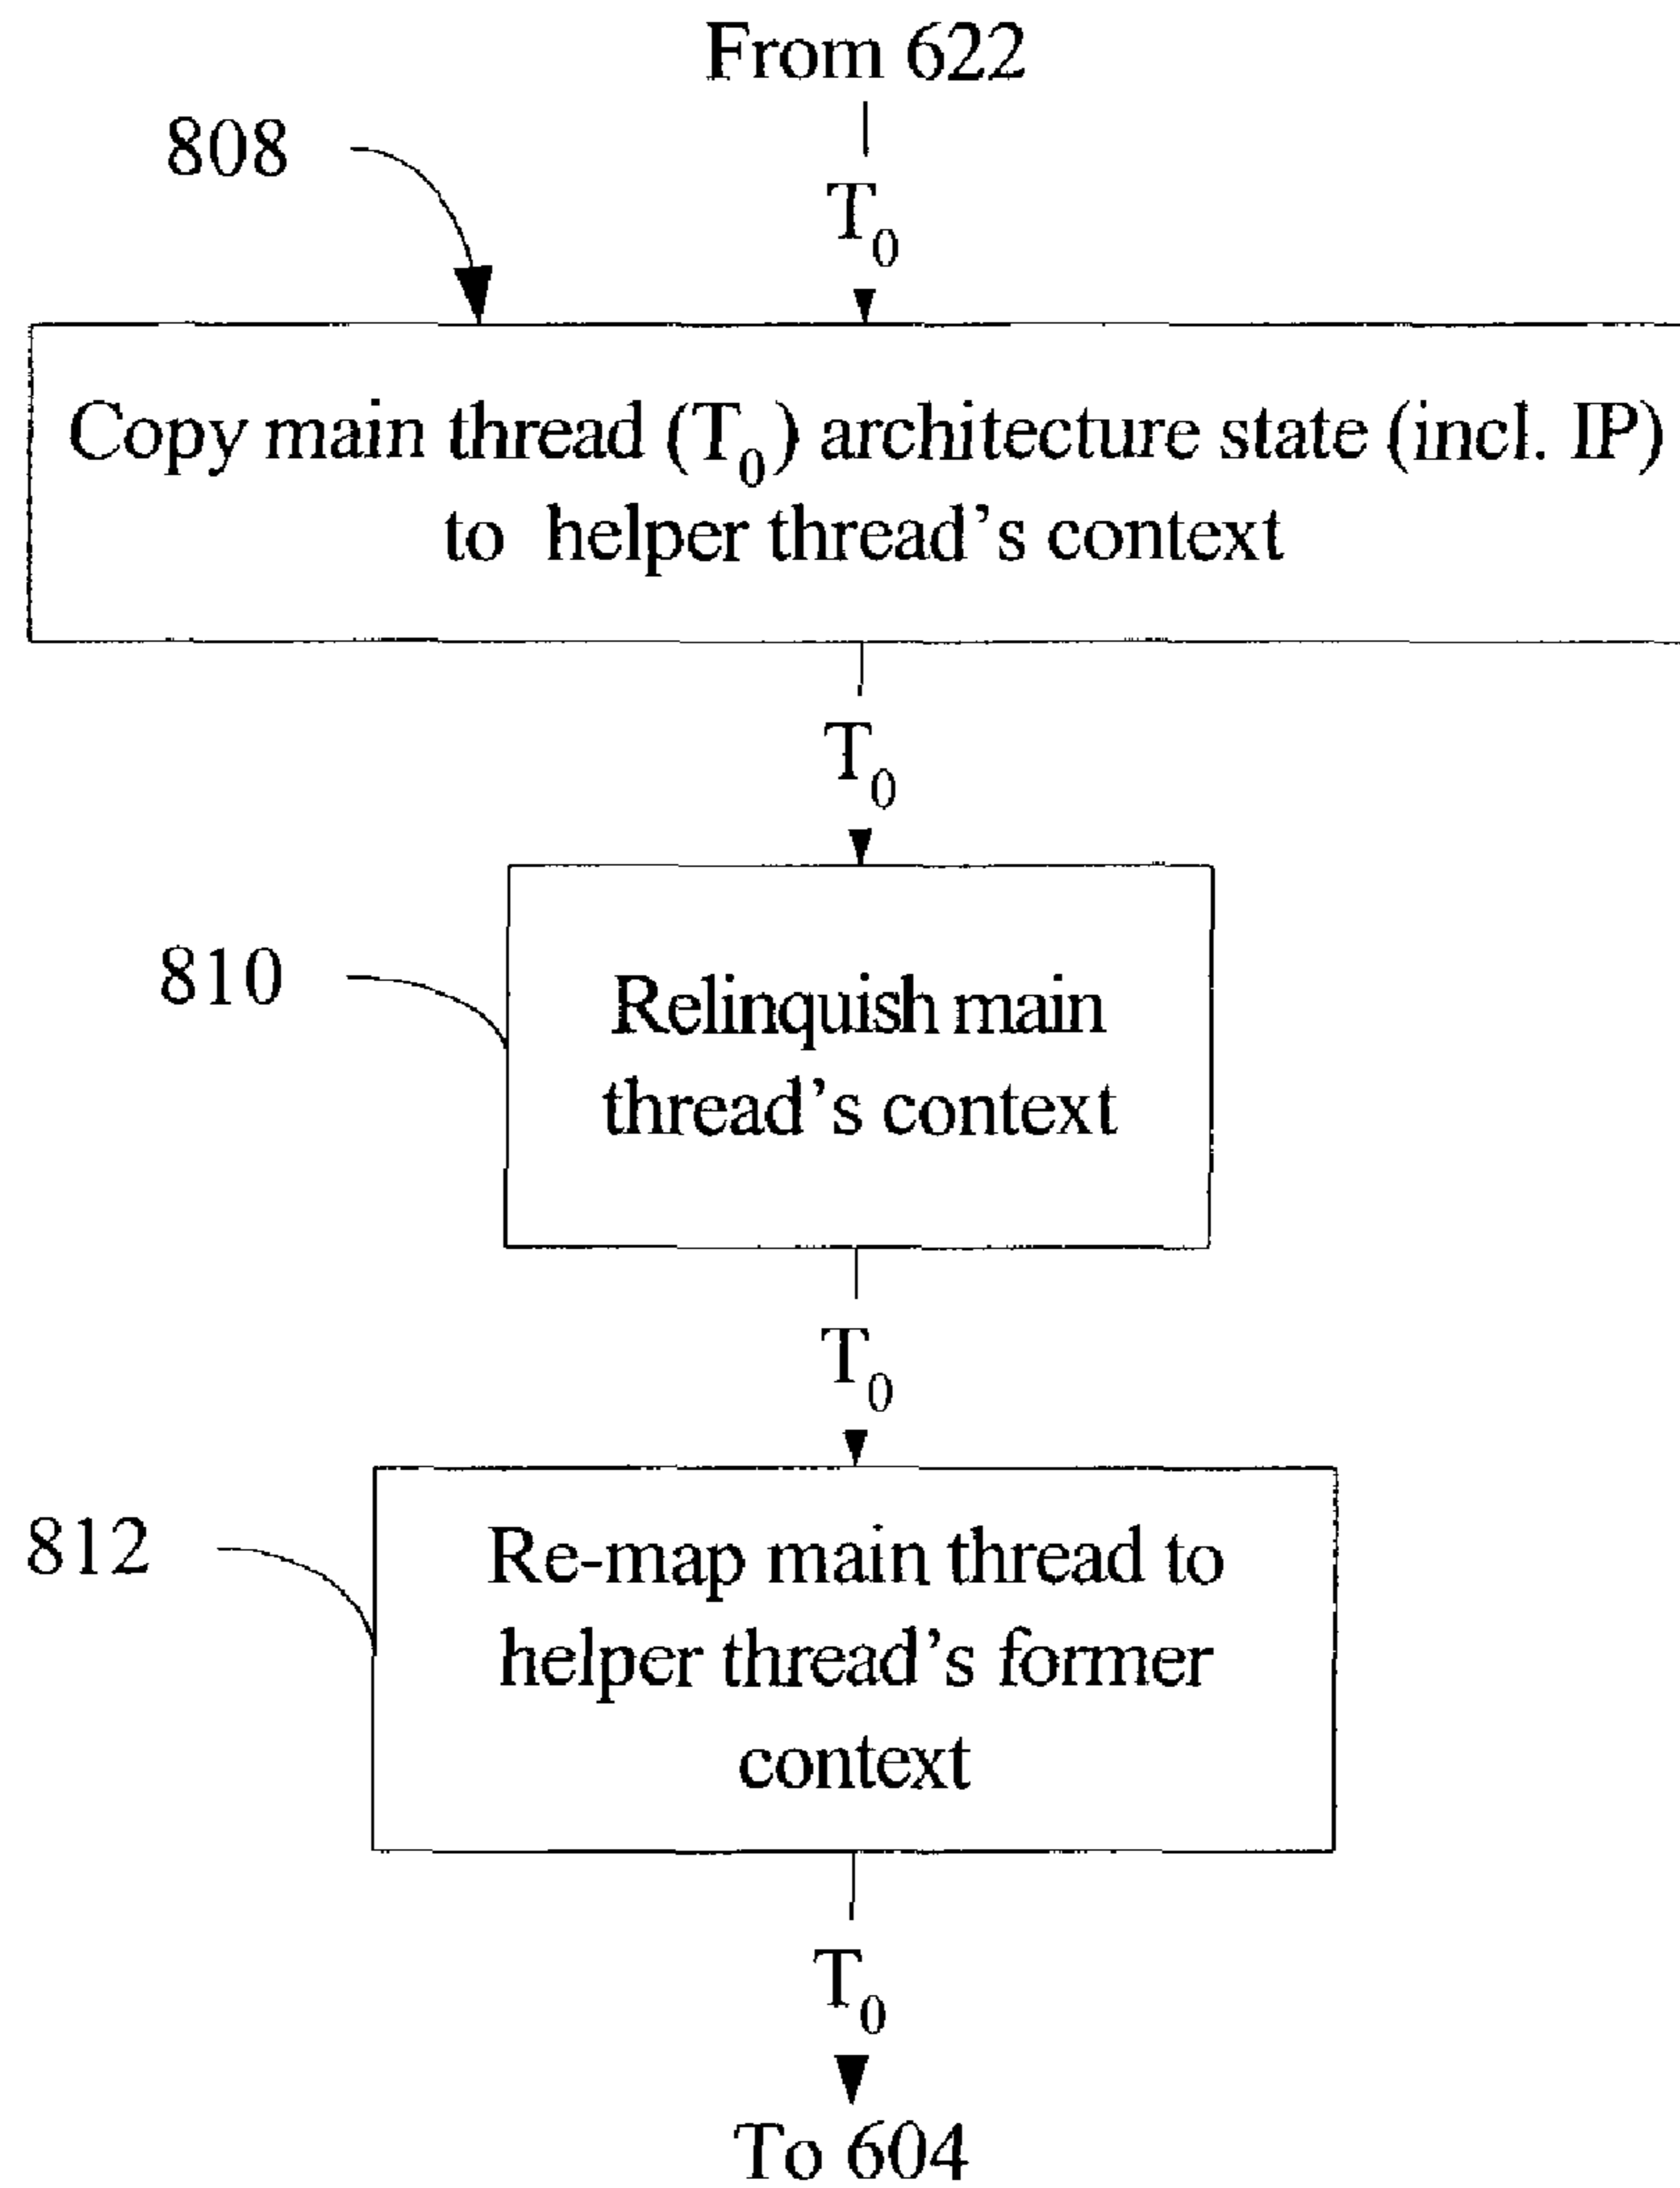 From 622
808
T0
Copy main thread (T0) architecture state (incl. IP)
to helper thread's context
T0
810
Relinquish main
thread's context
T0
812
Re-map main thread to
helper thread's former
context
T0
To 604